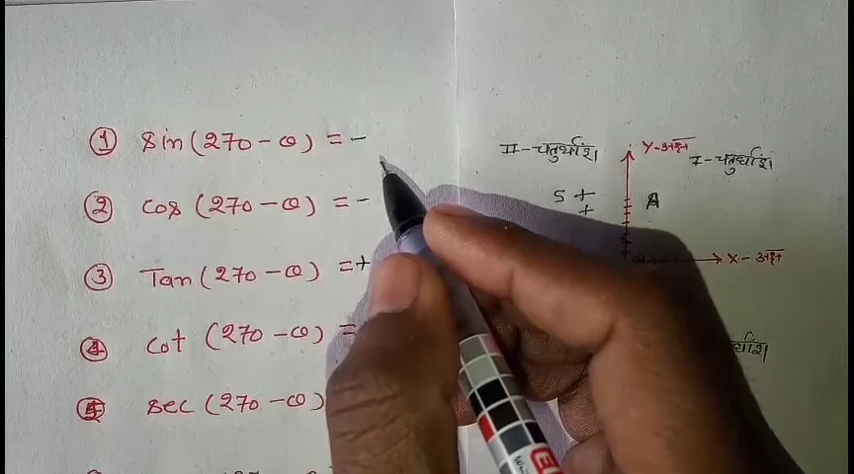 ① sin(270-θ) = -
② cos (270-θ) = -
③ Tan (270-θ) = +
④ cot (270-θ) =
⑤ sec (270-θ)
II-चतुर्थांश
Y-अक्ष
I-चतुर्थांश
S +
+
A
X-अक्ष